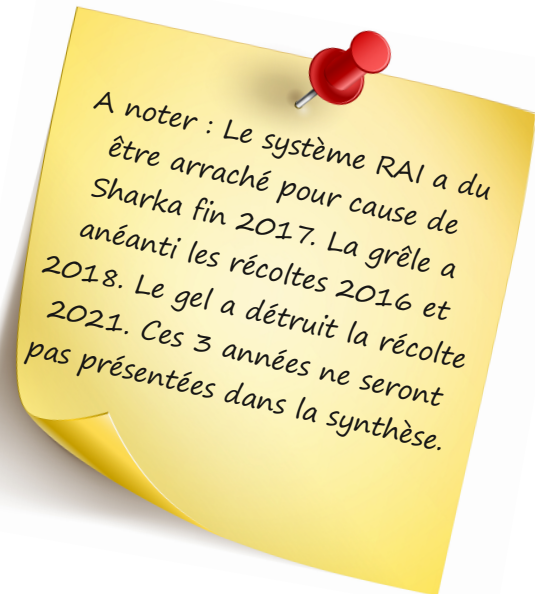 A noter : Le système RAI a du
être arraché pour cause de
Sharka fin 2017. La grêle a
anéanti les récoltes 2016 et
2018. Le gel a détruit la récolte
2021. Ces 3 années ne seront
pas présentées dans la synthèse.